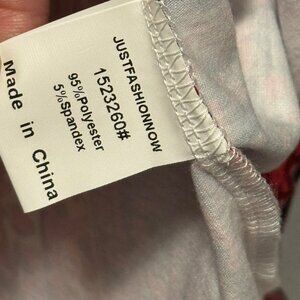 JUSTFASHIONNOW
1523260#
95%Polyester
5%Spandex
Made in China